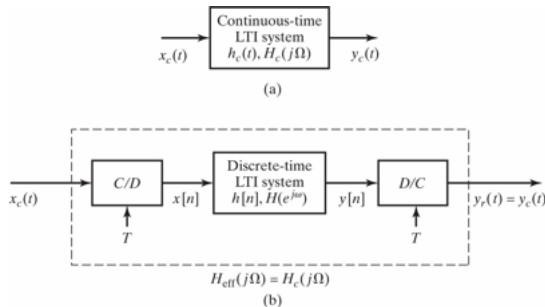 Continuous-time
LTI system
h_c(t), H_c(jΩ)
x_c(t)
y_c(t)
(a)
C/D
x[n]
Discrete-time
LTI system
h[n], H(e^{jω})
y[n]
D/C
x_c(t)
y_r(t) = y_c(t)
T
T
H_eff(jΩ) = H_c(jΩ)
(b)